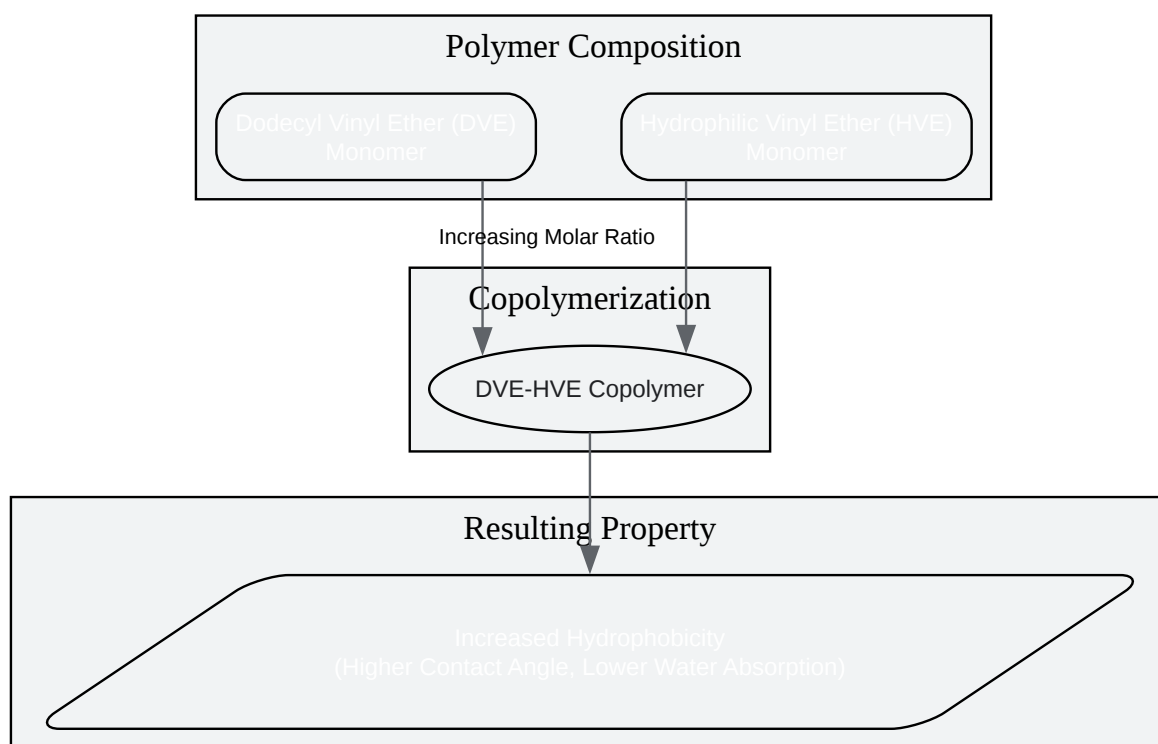 Polymer Composition
Dodecyl Vinyl Ether (DVE)
Monomer
Hydrophilic Vinyl Ether (HVE)
Monomer
Increasing Molar Ratio
Copolymerization
DVE-HVE Copolymer
Resulting Property
Increased Hydrophobicity
(Higher Contact Angle, Lower Water Absorption)